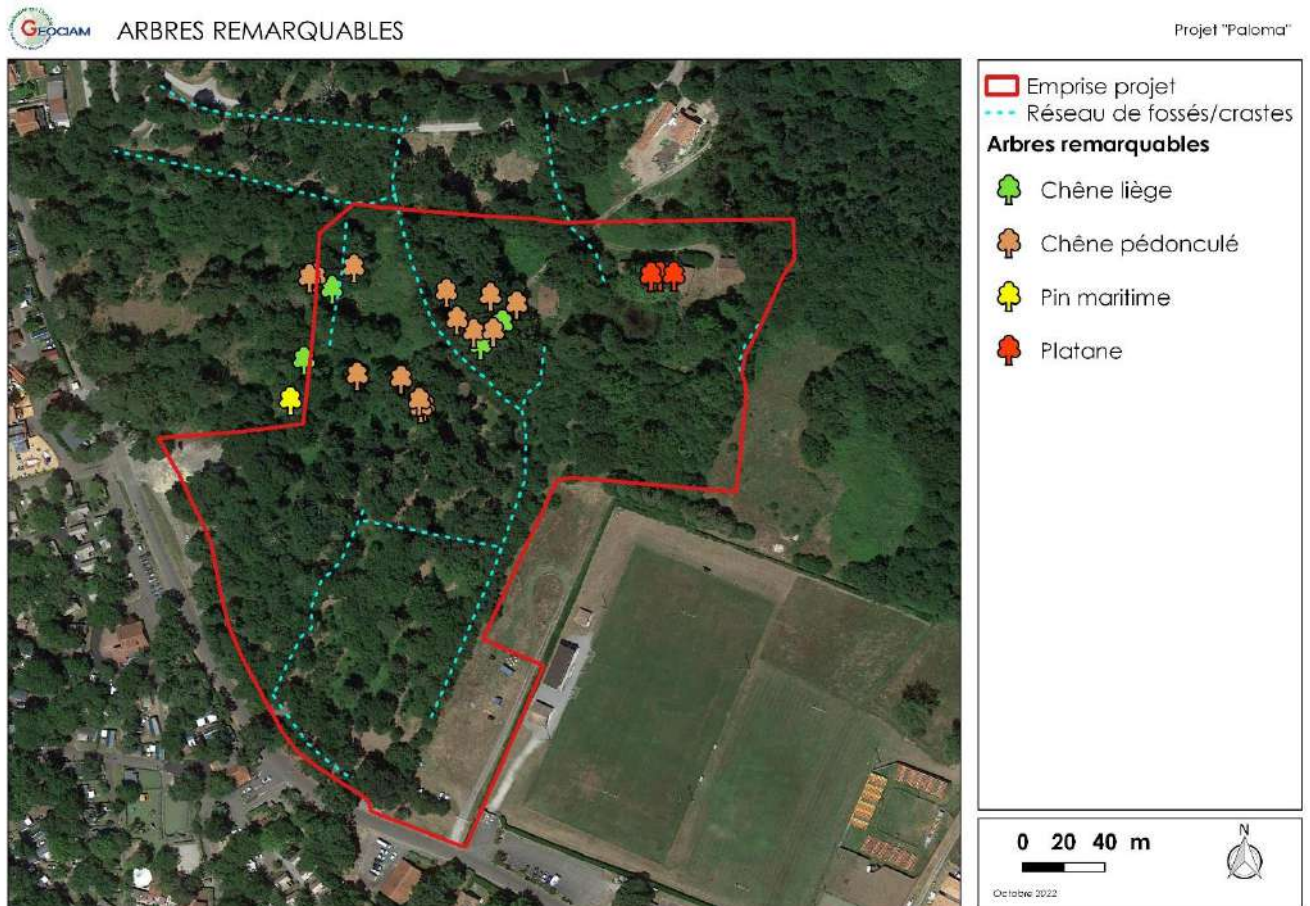 GEOCIAM
ARBRES REMARQUABLES
Projet "Paloma"
Emprise projet
Réseau de fossés/crastes
Arbres remarquables
Chêne liège
Chêne pédonculé
Pin maritime
Platane
0 20 40 m
N
Octobre 2022